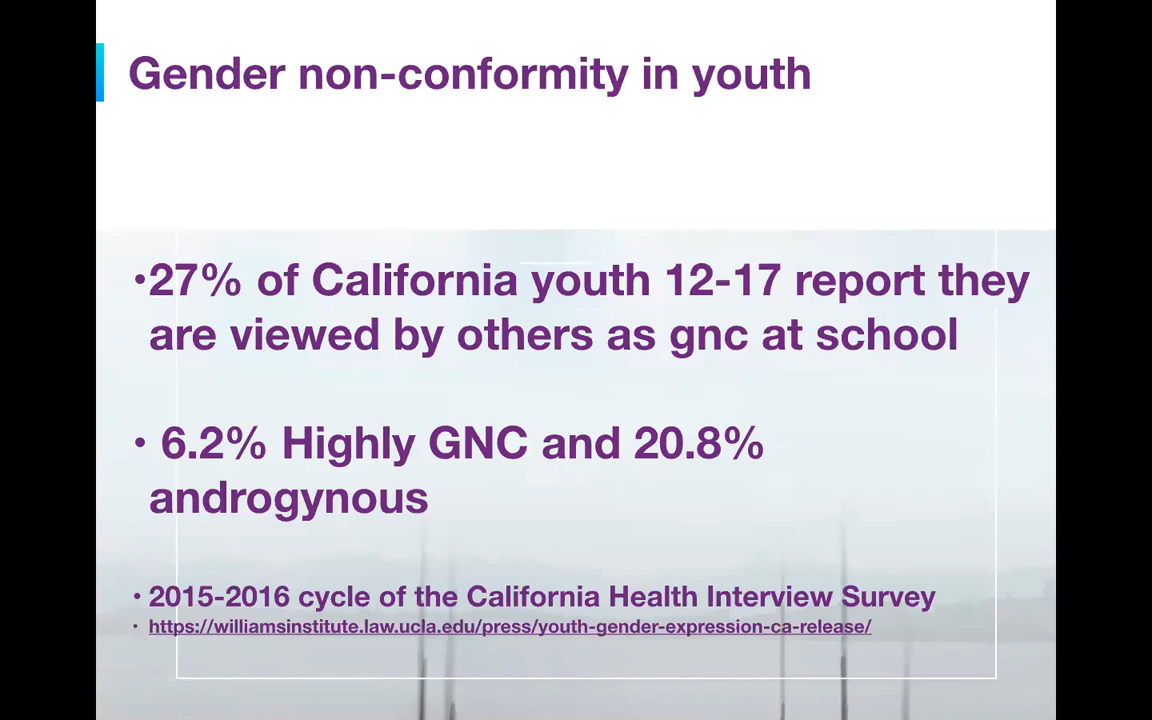 Gender non-conformity in youth
•27% of California youth 12-17 report they
are viewed by others as gnc at school
• 6.2% Highly GNC and 20.8%
androgynous
• 2015-2016 cycle of the California Health Interview Survey
• https://williamsinstitute.law.ucla.edu/press/youth-gender-expression-ca-release/